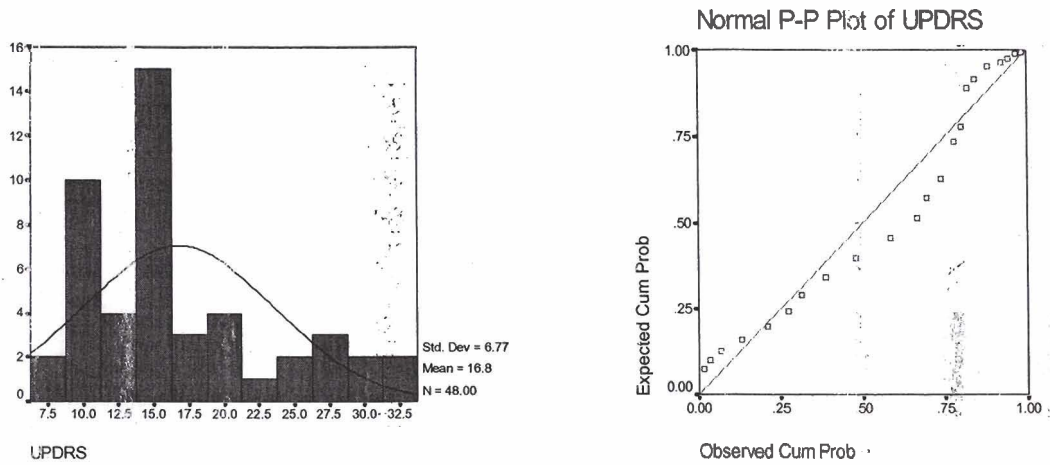 16
14
12
10
8
6
4
2
0
7.5 10.0 12.5 15.0 17.5 20.0 22.5 25.0 27.5 30.0 32.5
Std. Dev = 6.77
Mean = 16.8
N = 48.00
UPDRS
Normal P-P Plot of UPDRS
1.00
.75
.50
.25
0.00
Expected Cum Prob
0.00 .25 .50 .75 1.00
Observed Cum Prob